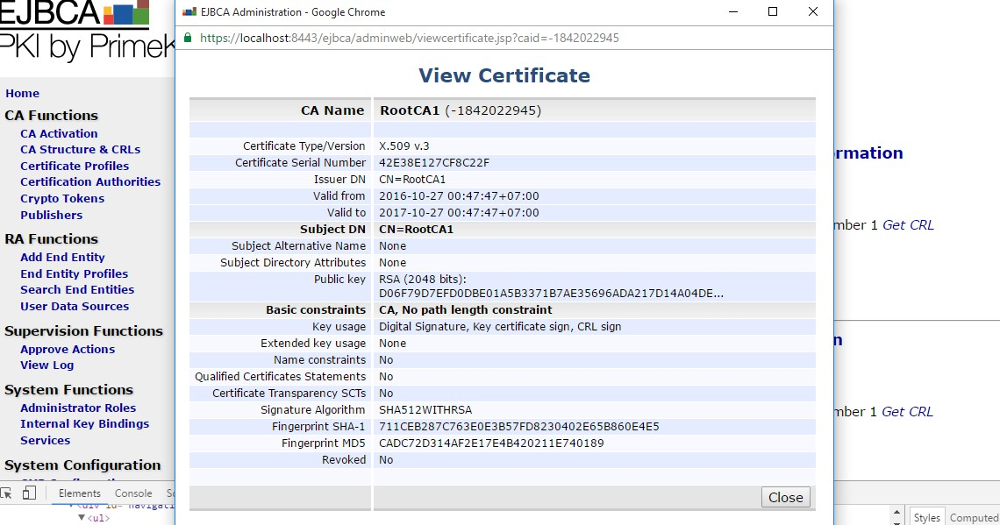 EJBCA
PKI by PrimeK
Home
CA Functions
CA Activation
CA Structure & CRLs
Certificate Profiles
Certification Authorities
Crypto Tokens
Publishers
RA Functions
Add End Entity
End Entity Profiles
Search End Entities
User Data Sources
Supervision Functions
Approve Actions
View Log
System Functions
Administrator Roles
Internal Key Bindings
Services
System Configuration
EJBCA Administration - Google Chrome
https://localhost:8443/ejbca/adminweb/viewcertificate.jsp?caid=-1842022945
View Certificate
CA Name RootCA1 (-1842022945)
Certificate Type/Version X.509 v.3
Certificate Serial Number 42E38E127CF8C22F
Issuer DN CN=RootCA1
Valid from 2016-10-27 00:47:47+07:00
Valid to 2017-10-27 00:47:47+07:00
Subject DN CN=RootCA1
Subject Alternative Name None
Subject Directory Attributes None
Public key RSA (2048 bits):
D06F79D7EFD0DBE01A5B3371B7AE35696ADA217D14A04DE...
Basic constraints CA, No path length constraint
Key usage Digital Signature, Key certificate sign, CRL sign
Extended key usage None
Name constraints No
Qualified Certificates Statements No
Certificate Transparency SCTs No
Signature Algorithm SHA512WITHRSA
Fingerprint SHA-1 711CEB287C763E0E3B57FD8230402E65B860E4E5
Fingerprint MD5 CADC72D314AF2E17E4B420211E740189
Revoked No
Close
rmation
mber 1 Get CRL
n
mber 1 Get CRL
Elements Console So
<div id="navigati
<ul>
Styles Computed